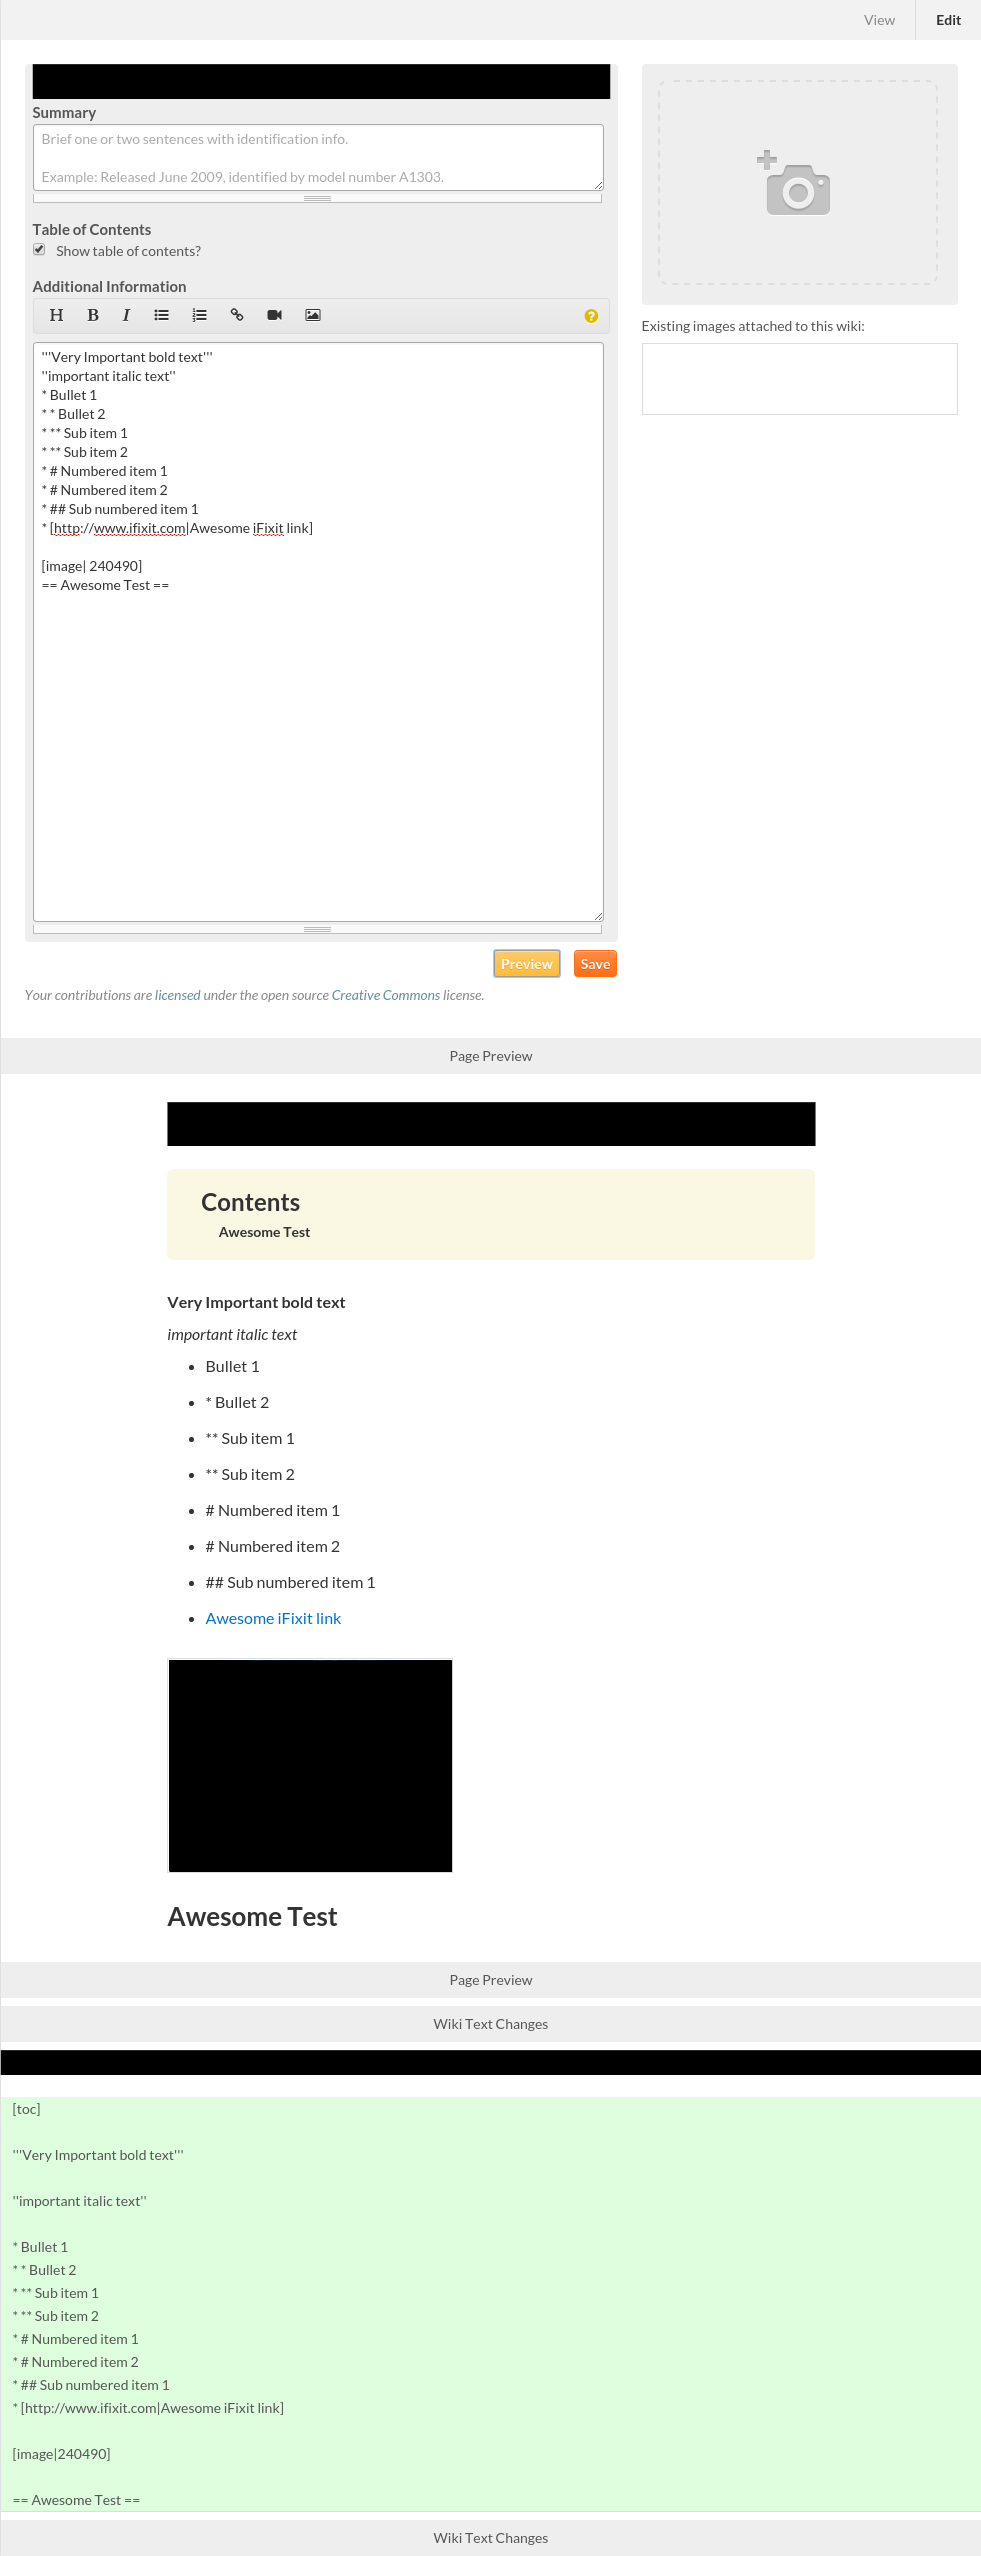 View Edit
Summary
Brief one or two sentences with identification info.
Example: Released June 2009, identified by model number A1303.
Table of Contents
Show table of contents?
Additional Information
H B I
'''Very Important bold text'''
''important italic text''
* Bullet 1
* * Bullet 2
* ** Sub item 1
* ** Sub item 2
* # Numbered item 1
* # Numbered item 2
* ## Sub numbered item 1
* [http://www.ifixit.com|Awesome iFixit link]
[image| 240490]
== Awesome Test ==
Existing images attached to this wiki:
Preview Save
Your contributions are licensed under the open source Creative Commons license.
Page Preview
Contents
Awesome Test
Very Important bold text
important italic text
• Bullet 1
• * Bullet 2
• ** Sub item 1
• ** Sub item 2
• # Numbered item 1
• # Numbered item 2
• ## Sub numbered item 1
• Awesome iFixit link
Awesome Test
Page Preview
Wiki Text Changes
[toc]
'''Very Important bold text'''
''important italic text''
* Bullet 1
* * Bullet 2
* ** Sub item 1
* ** Sub item 2
* # Numbered item 1
* # Numbered item 2
* ## Sub numbered item 1
* [http://www.ifixit.com|Awesome iFixit link]
[image|240490]
== Awesome Test ==
Wiki Text Changes